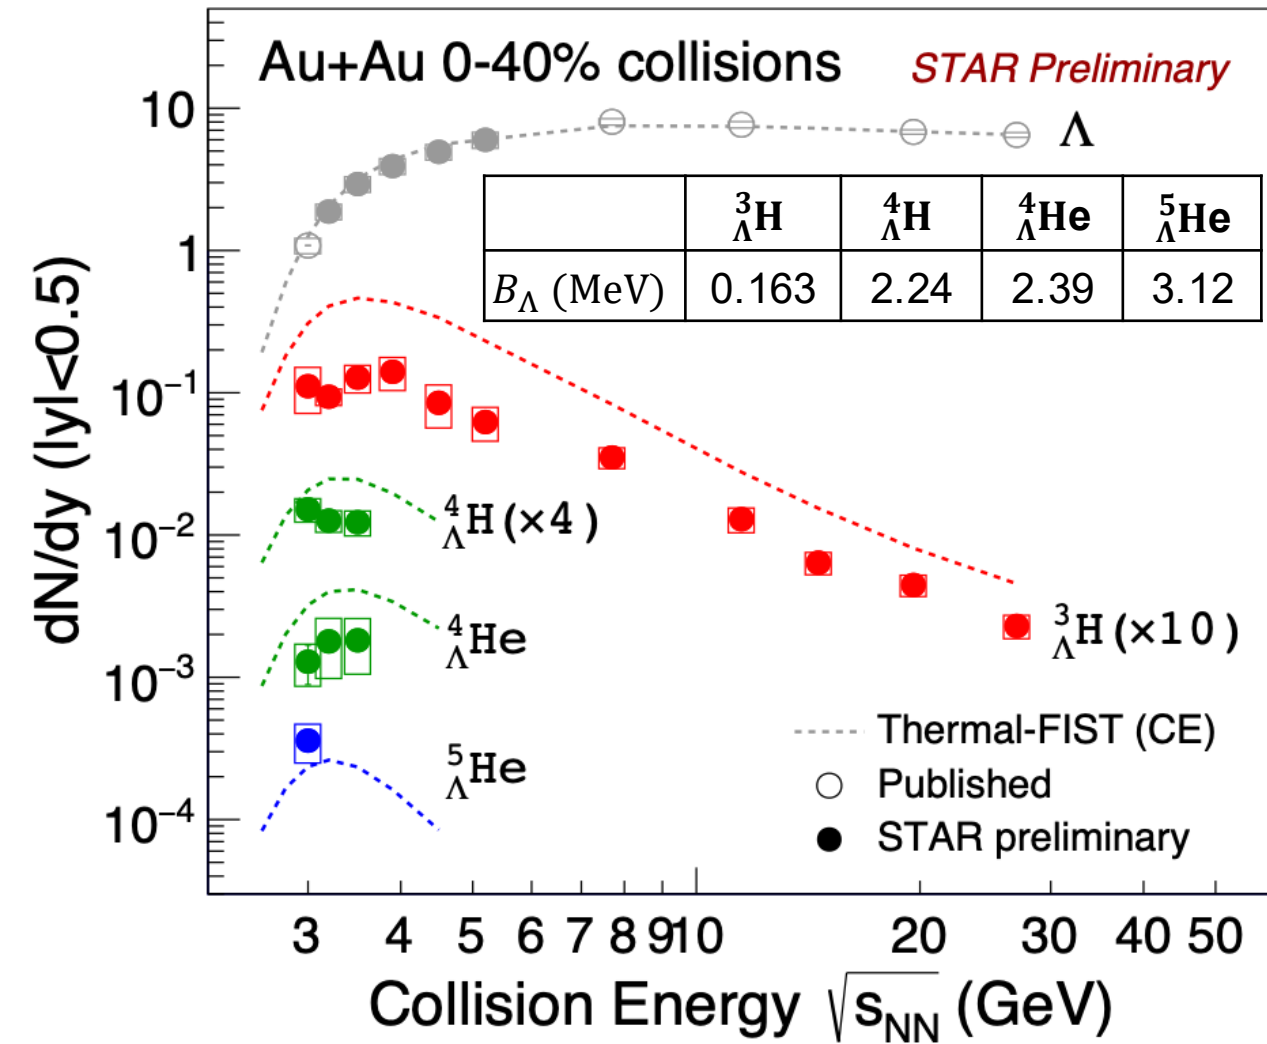 Au+Au 0-40% collisions
STAR Preliminary
10
1
10⁻¹
10⁻²
10⁻³
10⁻⁴
dN/dy (|y|<0.5)
Λ
³ΛH ⁴ΛH ⁴ΛHe ⁵ΛHe
BΛ (MeV) 0.163 2.24 2.39 3.12
⁴ΛH(×4)
⁴ΛHe
³ΛH(×10)
⁵ΛHe
Thermal-FIST (CE)
Published
STAR preliminary
3 4 5 6 7 8 9 10 20 30 40 50
Collision Energy √sNN (GeV)